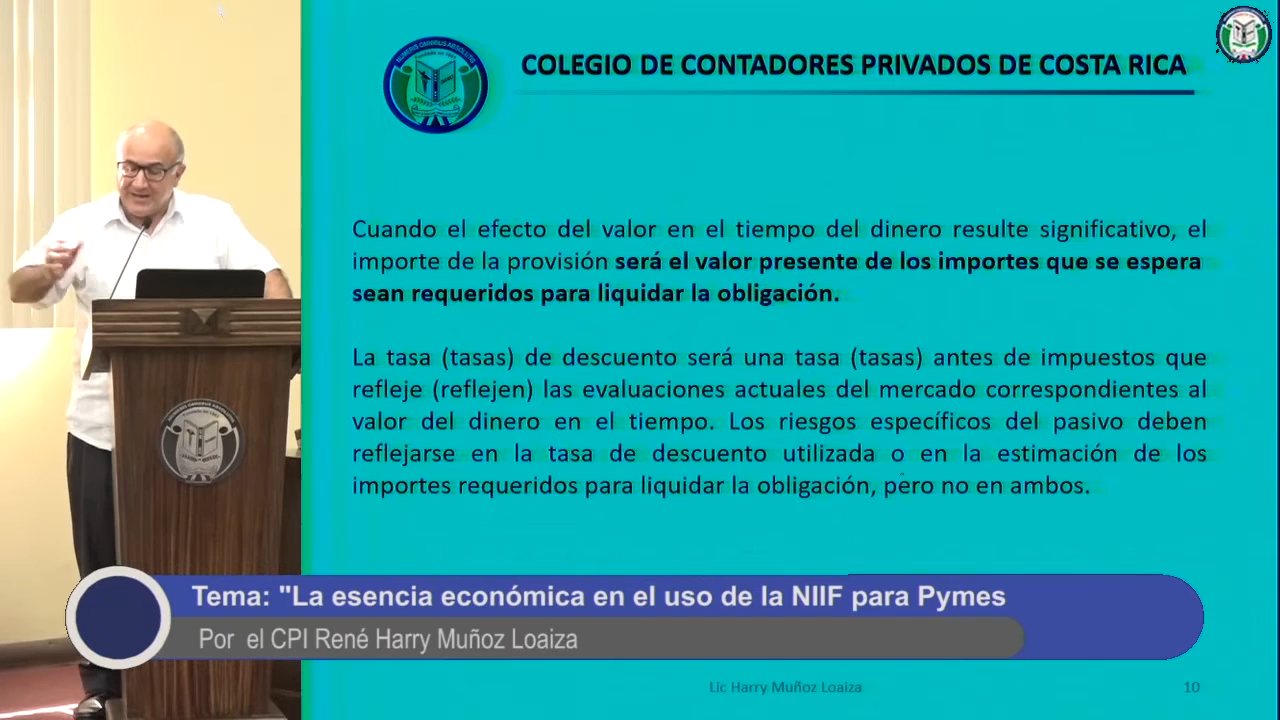 COLEGIO DE CONTADORES PRIVADOS DE COSTA RICA
NUMERIS OMNIBUS ABSOLUTIS
Cuando el efecto del valor en el tiempo del dinero resulte significativo, el
importe de la provisión será el valor presente de los importes que se espera
sean requeridos para liquidar la obligación.
La tasa (tasas) de descuento será una tasa (tasas) antes de impuestos que
refleje (reflejen) las evaluaciones actuales del mercado correspondientes al
valor del dinero en el tiempo. Los riesgos específicos del pasivo deben
reflejarse en la tasa de descuento utilizada o en la estimación de los
importes requeridos para liquidar la obligación, pero no en ambos.
Tema: "La esencia económica en el uso de la NIIF para Pymes
Por el CPI René Harry Muñoz Loaiza
Lic Harry Muñoz Loaiza
10